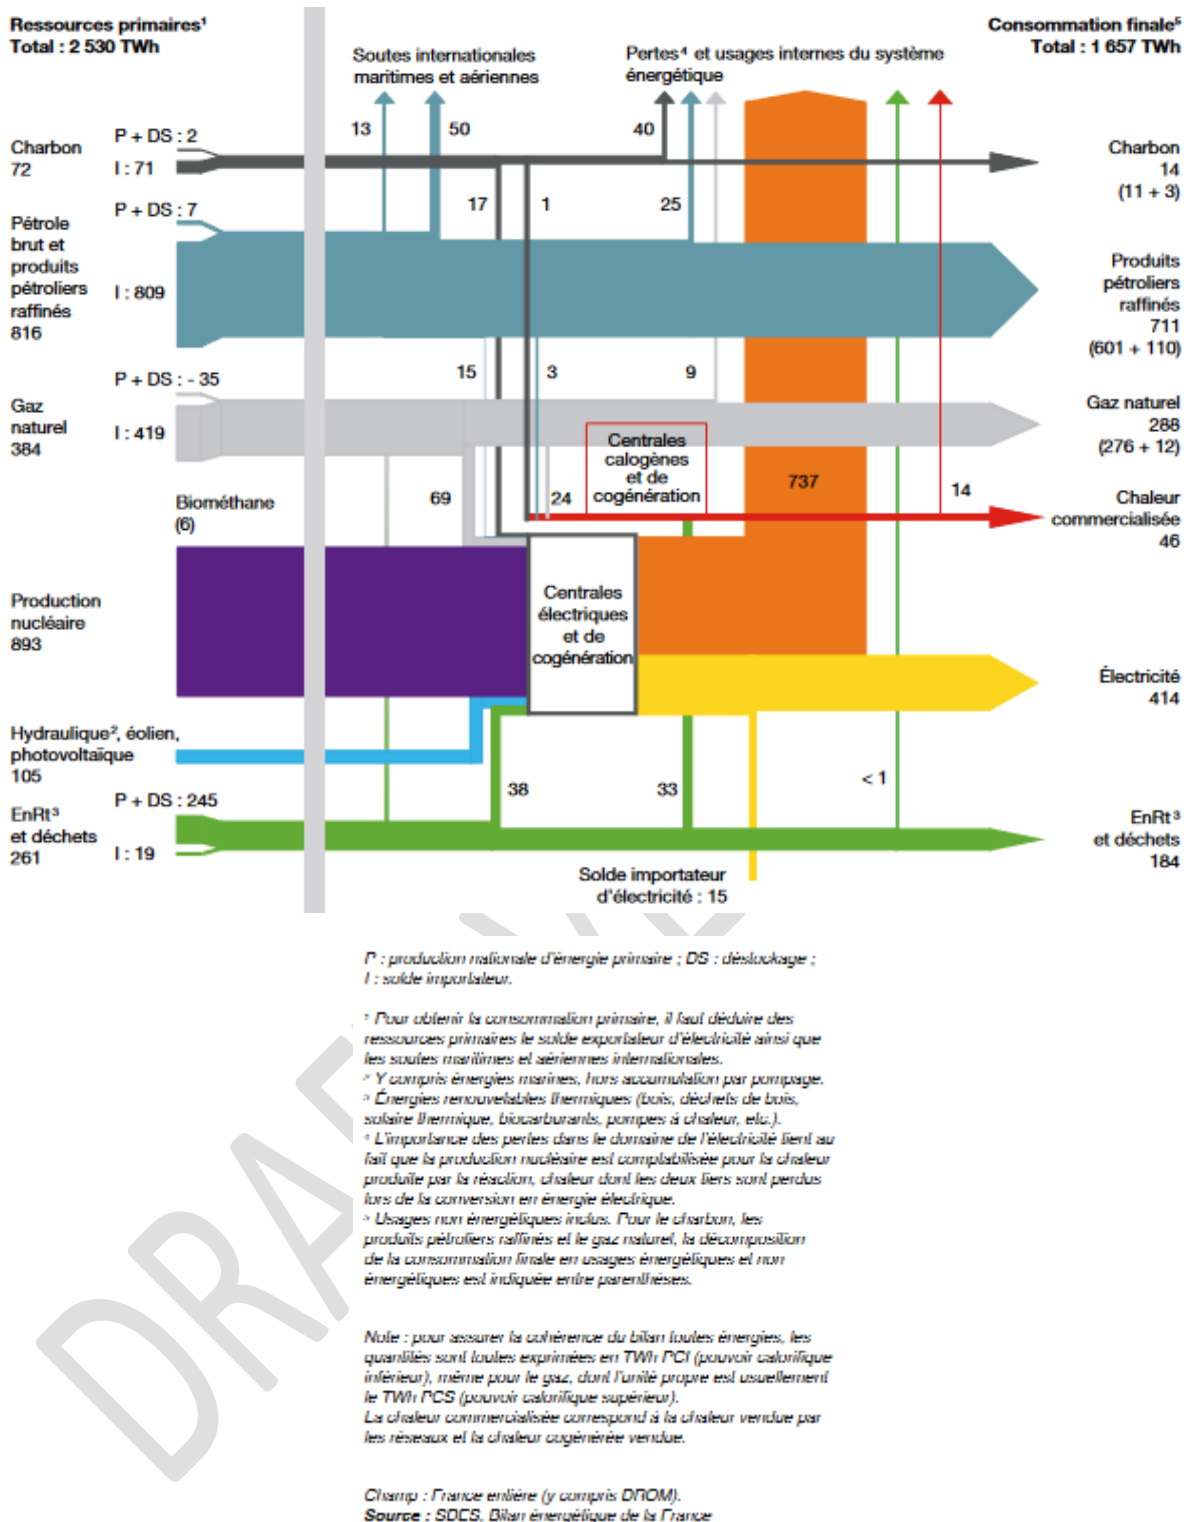 Ressources primaires¹
Total : 2 530 TWh
Consommation finale⁵
Total : 1 657 TWh
Soutes internationales
maritimes et aériennes
Pertes⁴ et usages internes du système
énergétique
13
50
40
Charbon
72
P + DS : 2
I : 71
Charbon
14
(11 + 3)
17
1
25
Pétrole
brut et
produits
pétroliers
raffinés
816
P + DS : 7
I : 809
Produits
pétroliers
raffinés
711
(601 + 110)
15
3
9
Gaz
naturel
384
P + DS : - 35
I : 419
Gaz naturel
288
(276 + 12)
Centrales
calogènes
et de
cogénération
Biométhane
(6)
69
24
737
14
Chaleur
commercialisée
46
Production
nucléaire
893
Centrales
électriques
et de
cogénération
Électricité
414
Hydraulique², éolien,
photovoltaïque
105
38
33
< 1
EnRt³
et déchets
261
P + DS : 245
I : 19
EnRt³
et déchets
184
Solde importateur
d'électricité : 15
P : production nationale d'énergie primaire ; DS : déstockage ;
I : solde importateur.
¹ Pour obtenir la consommation primaire, il faut déduire des
ressources primaires le solde exportateur d'électricité ainsi que
les soutes maritimes et aériennes internationales.
² Y compris énergies marines, hors accumulation par pompage.
³ Énergies renouvelables thermiques (bois, déchets de bois,
solaire thermique, biocarburants, pompes à chaleur, etc.).
⁴ L'importance des pertes dans le domaine de l'électricité tient au
fait que la production nucléaire est comptabilisée pour la chaleur
produite par la réaction, chaleur dont les deux tiers sont perdus
lors de la conversion en énergie électrique.
⁵ Usages non énergétiques inclus. Pour le charbon, les
produits pétroliers raffinés et le gaz naturel, la décomposition
de la consommation finale en usages énergétiques et non
énergétiques est indiquée entre parenthèses.
Note : pour assurer la cohérence du bilan toutes énergies, les
quantités sont toutes exprimées en TWh PCI (pouvoir calorifique
inférieur), même pour le gaz, dont l'unité propre est usuellement
le TWh PCS (pouvoir calorifique supérieur).
La chaleur commercialisée correspond à la chaleur vendue par
les réseaux et la chaleur cogénérée vendue.
Champ : France entière (y compris DROM).
Source : SDES, Bilan énergétique de la France